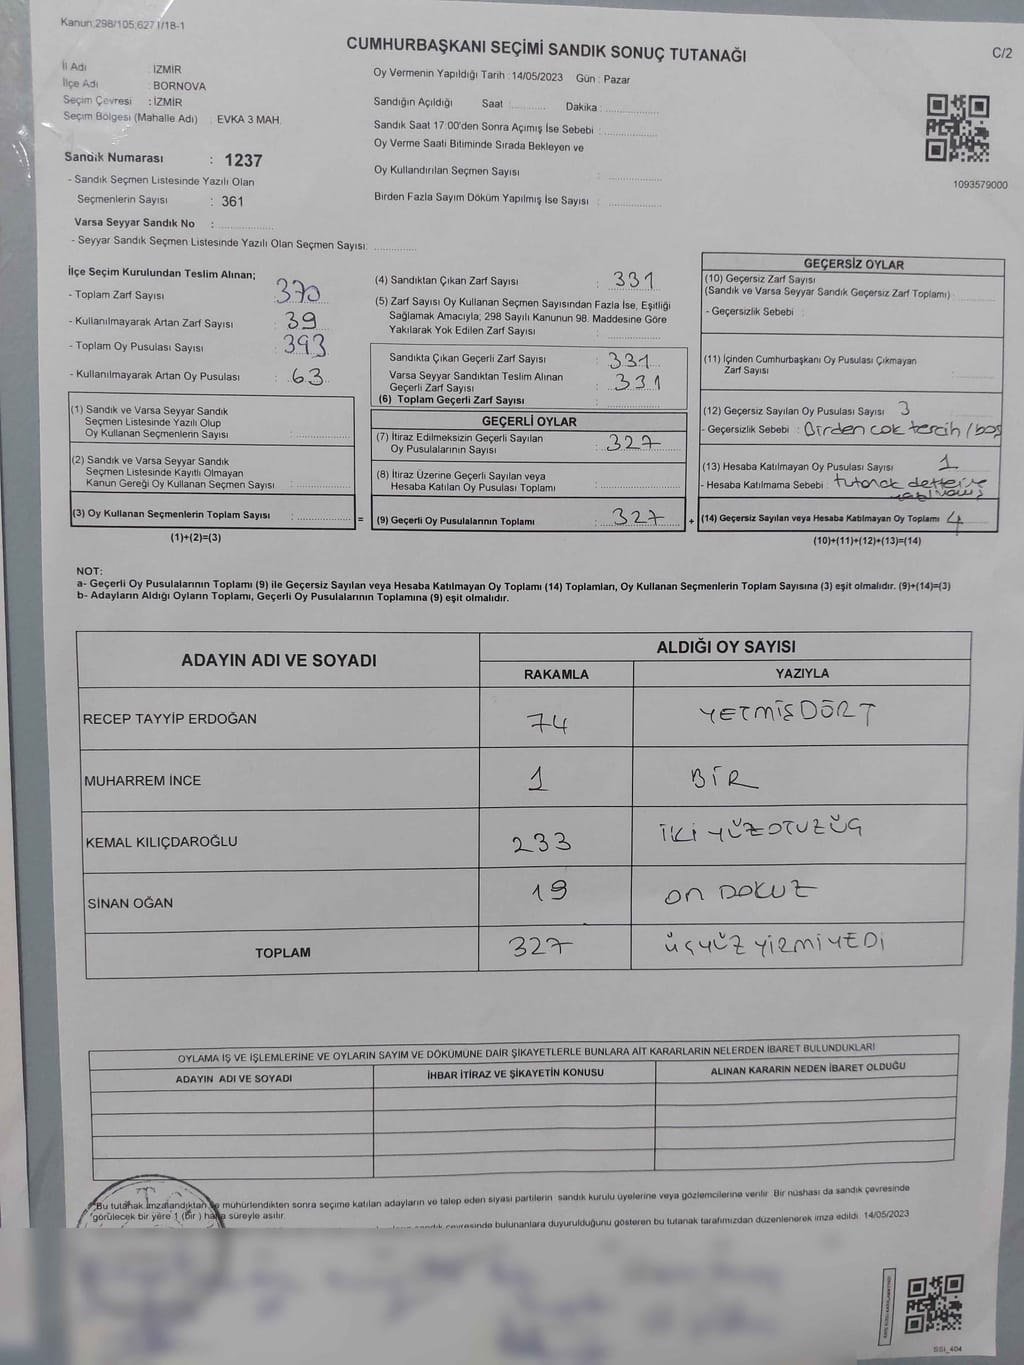 Kanun:298/105,627 I/18-1
CUMHURBAŞKANI SEÇİMİ SANDIK SONUÇ TUTANAĞI
C/2
İl Adı : İZMİR
İlçe Adı : BORNOVA
Seçim Çevresi : İZMİR
Seçim Bölgesi (Mahalle Adı) : EVKA 3 MAH.
Sandık Numarası : 1237
- Sandık Seçmen Listesinde Yazılı Olan
Seçmenlerin Sayısı : 361
Varsa Seyyar Sandık No :
- Seyyar Sandık Seçmen Listesinde Yazılı Olan Seçmen Sayısı:
Oy Vermenin Yapıldığı Tarih : 14/05/2023 Gün : Pazar
Sandığın Açıldığı Saat : Dakika :
Sandık Saat 17:00'den Sonra Açımış İse Sebebi :
Oy Verme Saati Bitiminde Sırada Bekleyen ve
Oy Kullandırılan Seçmen Sayısı :
Birden Fazla Sayım Döküm Yapılmış İse Sayısı :
1093579000
İlçe Seçim Kurulundan Teslim Alınan;
- Toplam Zarf Sayısı : 370
- Kullanılmayarak Artan Zarf Sayısı : 39
- Toplam Oy Pusulası Sayısı : 393
- Kullanılmayarak Artan Oy Pusulası : 63
(1) Sandık ve Varsa Seyyar Sandık
Seçmen Listesinde Yazılı Olup
Oy Kullanan Seçmenlerin Sayısı :
(2) Sandık ve Varsa Seyyar Sandık
Seçmen Listesinde Kayıtlı Olmayan
Kanun Gereği Oy Kullanan Seçmen Sayısı :
(3) Oy Kullanan Seçmenlerin Toplam Sayısı : =
(1)+(2)=(3)
(4) Sandıktan Çıkan Zarf Sayısı : 331
(5) Zarf Sayısı Oy Kullanan Seçmen Sayısından Fazla İse, Eşitliği
Sağlamak Amacıyla; 298 Sayılı Kanunun 98. Maddesine Göre
Yakılarak Yok Edilen Zarf Sayısı :
Sandıkta Çıkan Geçerli Zarf Sayısı : 331
Varsa Seyyar Sandıktan Teslim Alınan
Geçerli Zarf Sayısı : 331
(6) Toplam Geçerli Zarf Sayısı :
GEÇERLİ OYLAR
(7) İtiraz Edilmeksizin Geçerli Sayılan
Oy Pusulalarının Sayısı : 327
(8) İtiraz Üzerine Geçerli Sayılan veya
Hesaba Katılan Oy Pusulası Toplamı :
(9) Geçerli Oy Pusulalarının Toplamı : 327 +
GEÇERSİZ OYLAR
(10) Geçersiz Zarf Sayısı
(Sandık ve Varsa Seyyar Sandık Geçersiz Zarf Toplamı) :
- Geçersizlik Sebebi :
(11) İçinden Cumhurbaşkanı Oy Pusulası Çıkmayan
Zarf Sayısı :
(12) Geçersiz Sayılan Oy Pusulası Sayısı : 3
- Geçersizlik Sebebi : Birden çok tercih / boş
(13) Hesaba Katılmayan Oy Pusulası Sayısı : 1
- Hesaba Katılmama Sebebi : tutanak
(14) Geçersiz Sayılan veya Hesaba Katılmayan Oy Toplamı : 4
(10)+(11)+(12)+(13)=(14)
NOT:
a- Geçerli Oy Pusulalarının Toplamı (9) ile Geçersiz Sayılan veya Hesaba Katılmayan Oy Toplamı (14) Toplamları, Oy Kullanan Seçmenlerin Toplam Sayısına (3) eşit olmalıdır. (9)+(14)=(3)
b- Adayların Aldığı Oyların Toplamı, Geçerli Oy Pusulalarının Toplamına (9) eşit olmalıdır.
ADAYIN ADI VE SOYADI
ALDIĞI OY SAYISI
RAKAMLA YAZIYLA
RECEP TAYYİP ERDOĞAN 74 YETMİŞDÖRT
MUHARREM İNCE 1 BİR
KEMAL KILIÇDAROĞLU 233 İKİ YÜZOTUZÜÇ
SİNAN OĞAN 19 ON DOKUZ
TOPLAM 327 ÜÇYÜZ YİRMİYEDİ
OYLAMA İŞ VE İŞLEMLERİNE VE OYLARIN SAYIM VE DÖKÜMÜNE DAİR ŞİKAYETLERLE BUNLARA AİT KARARLARIN NELERDEN İBARET BULUNDUKLARI
ADAYIN ADI VE SOYADI İHBAR İTİRAZ VE ŞİKAYETİN KONUSU ALINAN KARARIN NEDEN İBARET OLDUĞU
Bu tutanak imzalandıktan ve mühürlendikten sonra seçime katılan adayların ve talep eden siyasi partilerin sandık kurulu üyelerine veya gözlemcilerine verilir. Bir nüshası da sandık çevresinde
görülecek bir yere 1 (bir) hafta süreyle asılır.
sandık çevresinde bulunanlara duyurulduğunu gösteren bu tutanak tarafımızdan düzenlenerek imza edildi. 14/05/2023
SSI_404